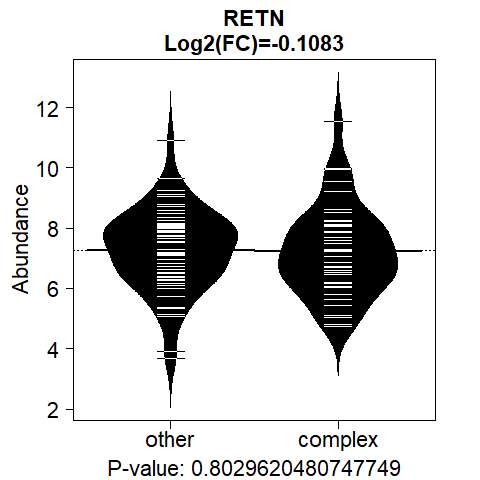 RETN
Log2(FC)=-0.1083
Abundance
12
10
8
6
4
2
other
complex
P-value: 0.8029620480747749